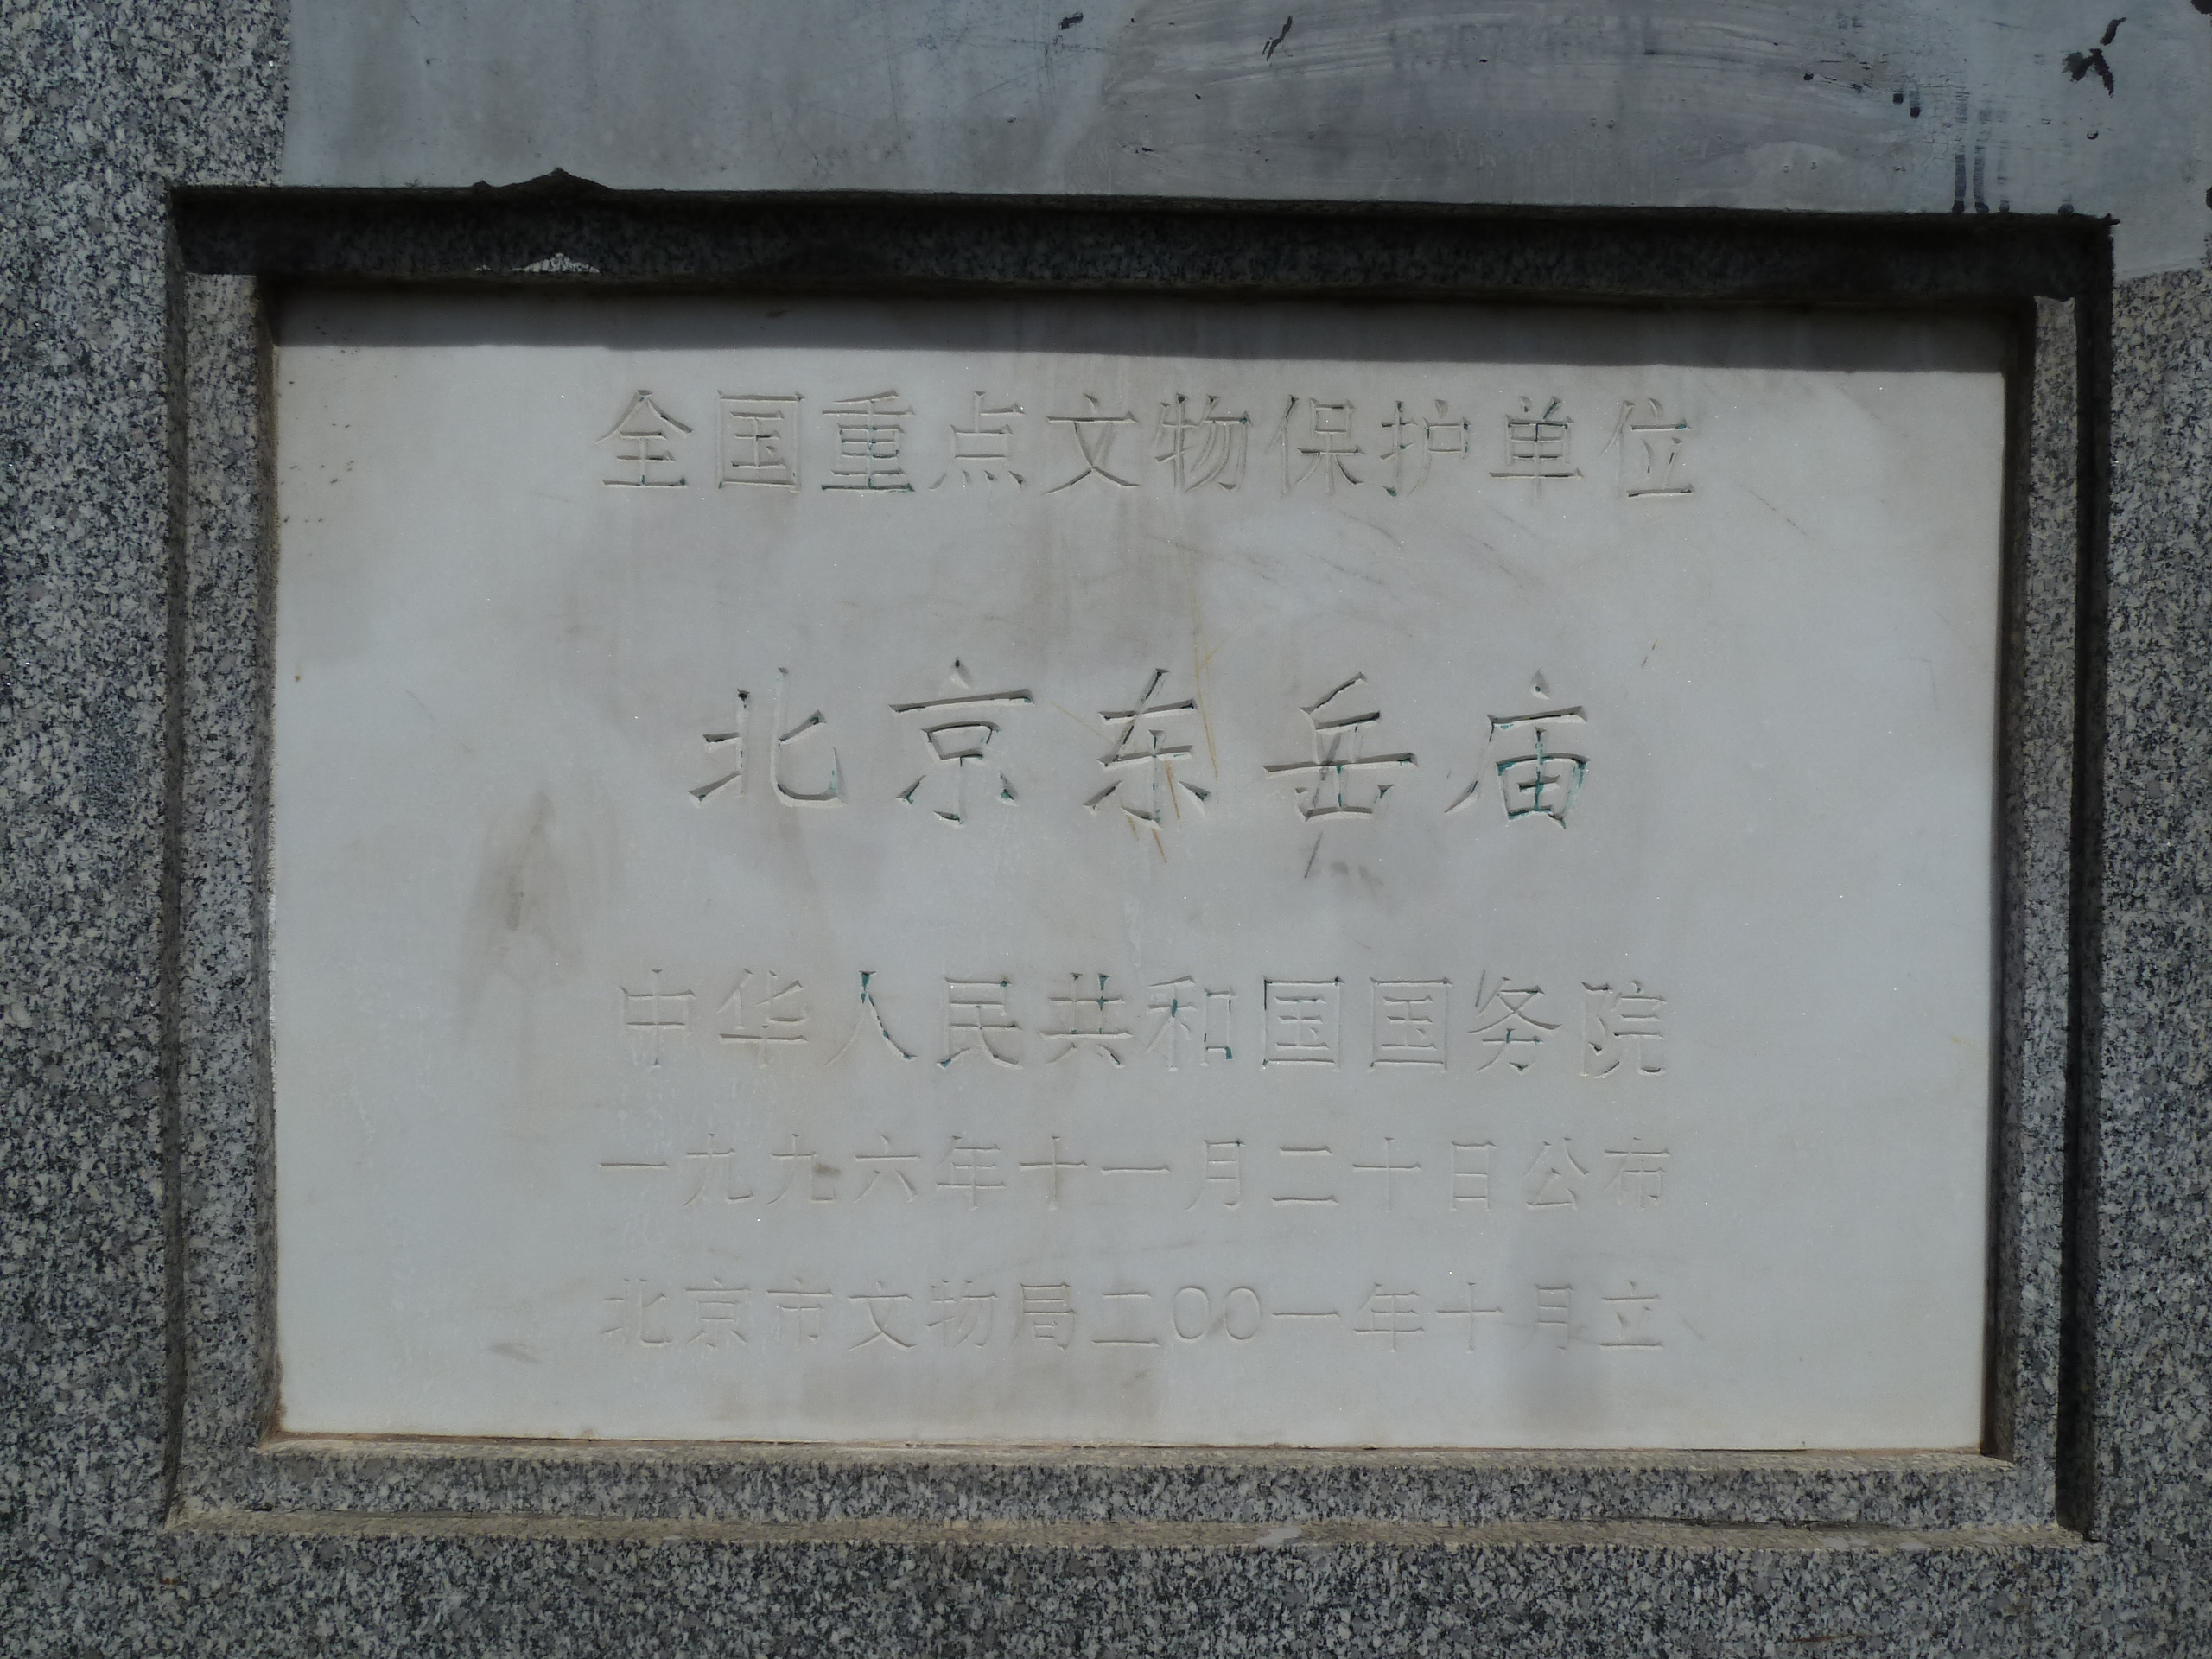 全国重点文物保护单位
北京东岳庙
中华人民共和国国务院
一九九六年十一月二十日公布
北京市文物局二〇〇一年十月立